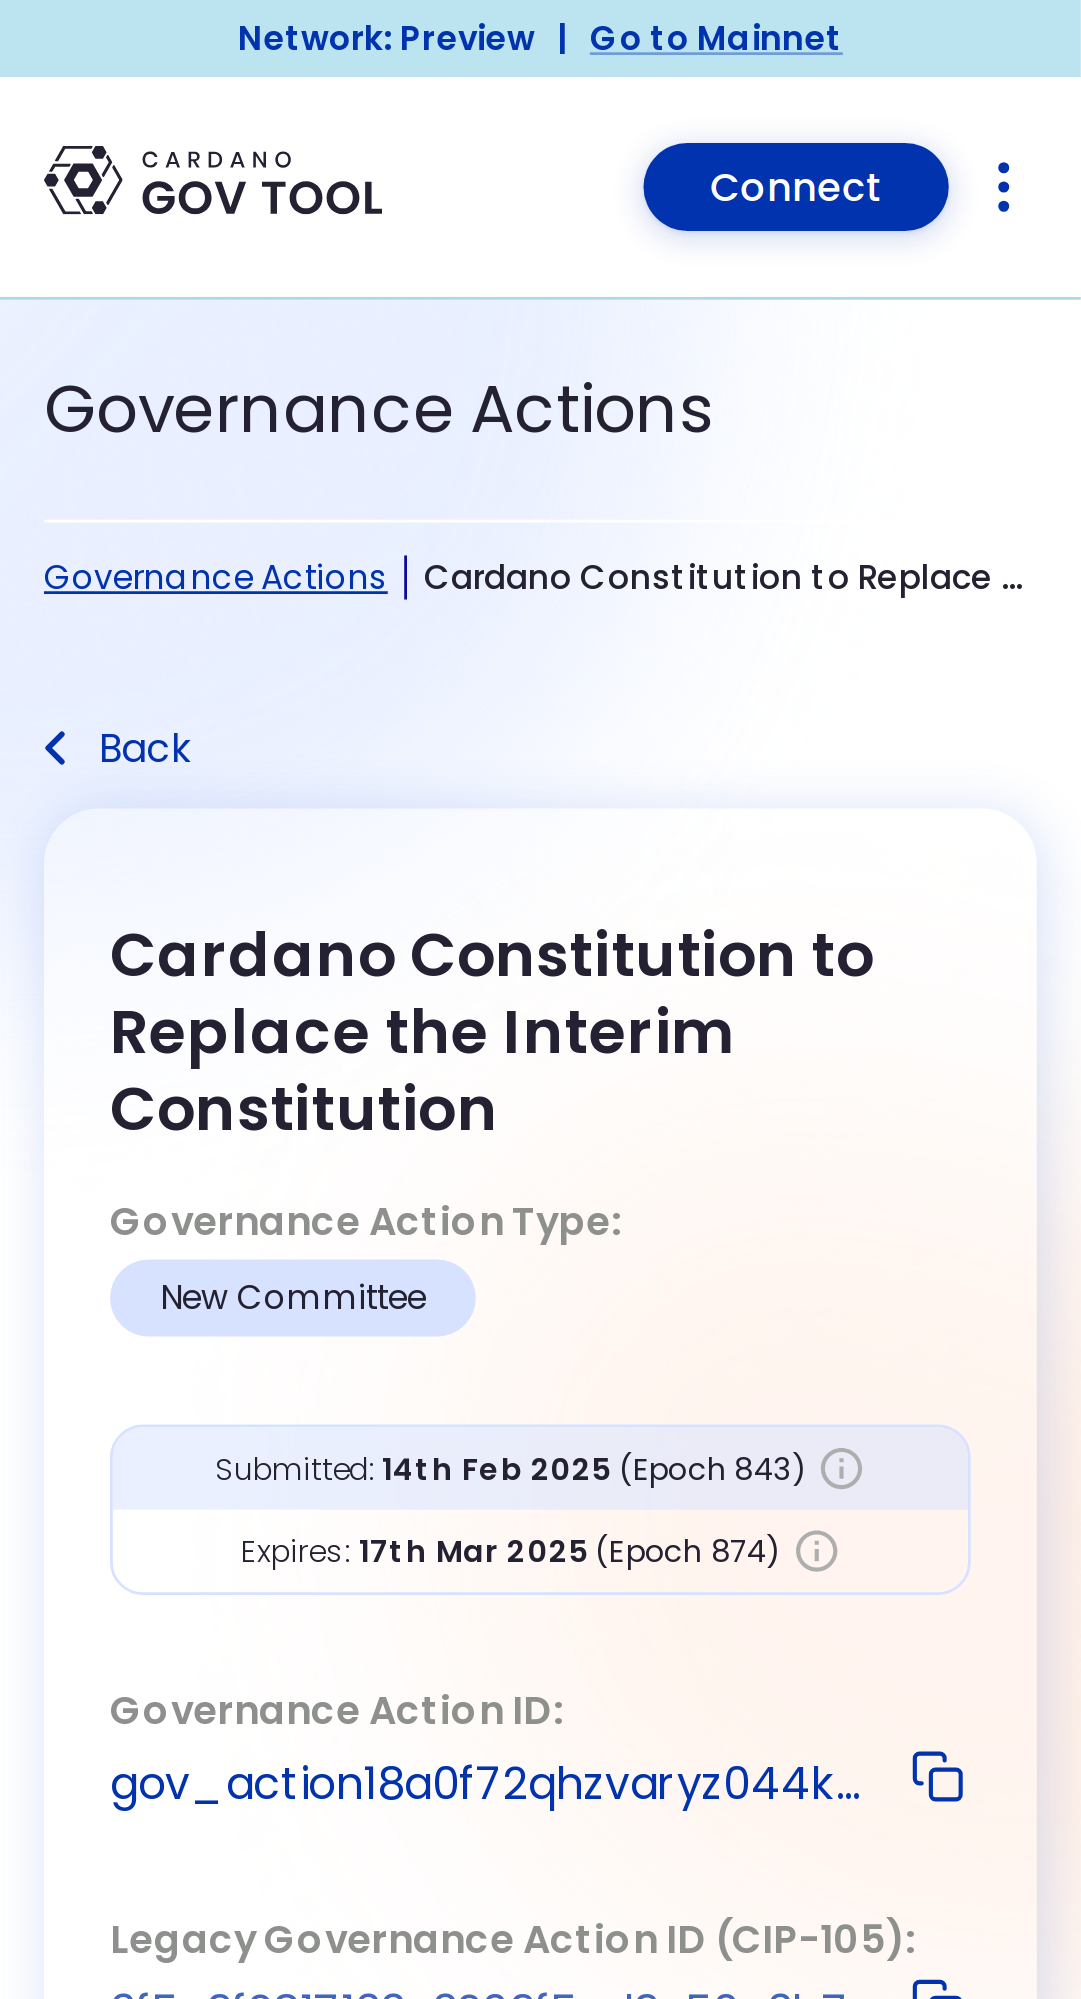 Network: Preview | Go to Mainnet
CARDANO
GOV TOOL
Connect
Governance Actions
Governance Actions | Cardano Constitution to Replace ...
Back
Cardano Constitution to
Replace the Interim
Constitution
Governance Action Type:
New Committee
Submitted: 14th Feb 2025 (Epoch 843)
Expires: 17th Mar 2025 (Epoch 874)
Governance Action ID:
gov_action18a0f72qhzvaryz044k...
Legacy Governance Action ID (CIP-105):